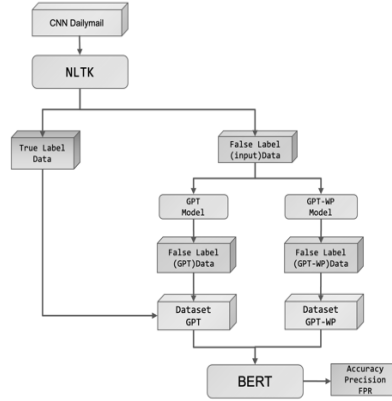 CNN Dailymail
NLTK
True Label
Data
False Label
(input)Data
GPT
Model
GPT-WP
Model
False Label
(GPT)Data
False Label
(GPT-WP)Data
Dataset
GPT
Dataset
GPT-WP
BERT
Accuracy
Precision
FPR